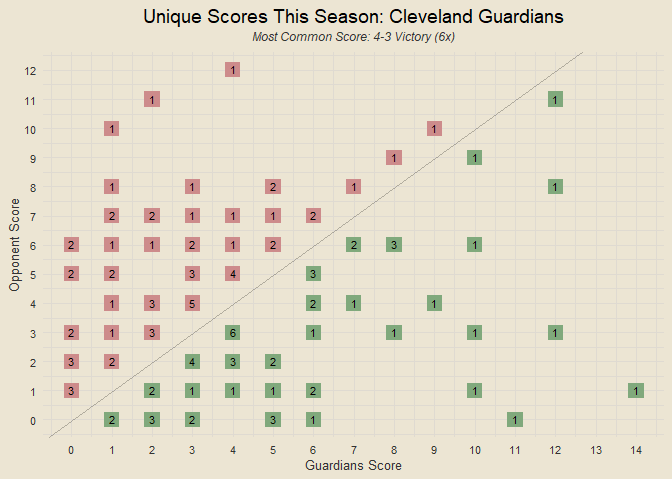 Unique Scores This Season: Cleveland Guardians
Most Common Score: 4-3 Victory (6x)
12 1
11 1 1 1
10 1 1
9 1 1
8 1 1 2 1 1
7 2 2 1 1 1 2
6 2 1 1 2 1 2 2 3 1
5 2 2 3 4 3
4 1 3 5 2 1 1
3 2 1 3 6 1 1 1 1
2 3 2 4 3 2
1 3 2 1 1 1 2 1 1
0 2 3 2 3 1 1
0 1 2 3 4 5 6 7 8 9 10 11 12 13 14
Opponent Score
Guardians Score